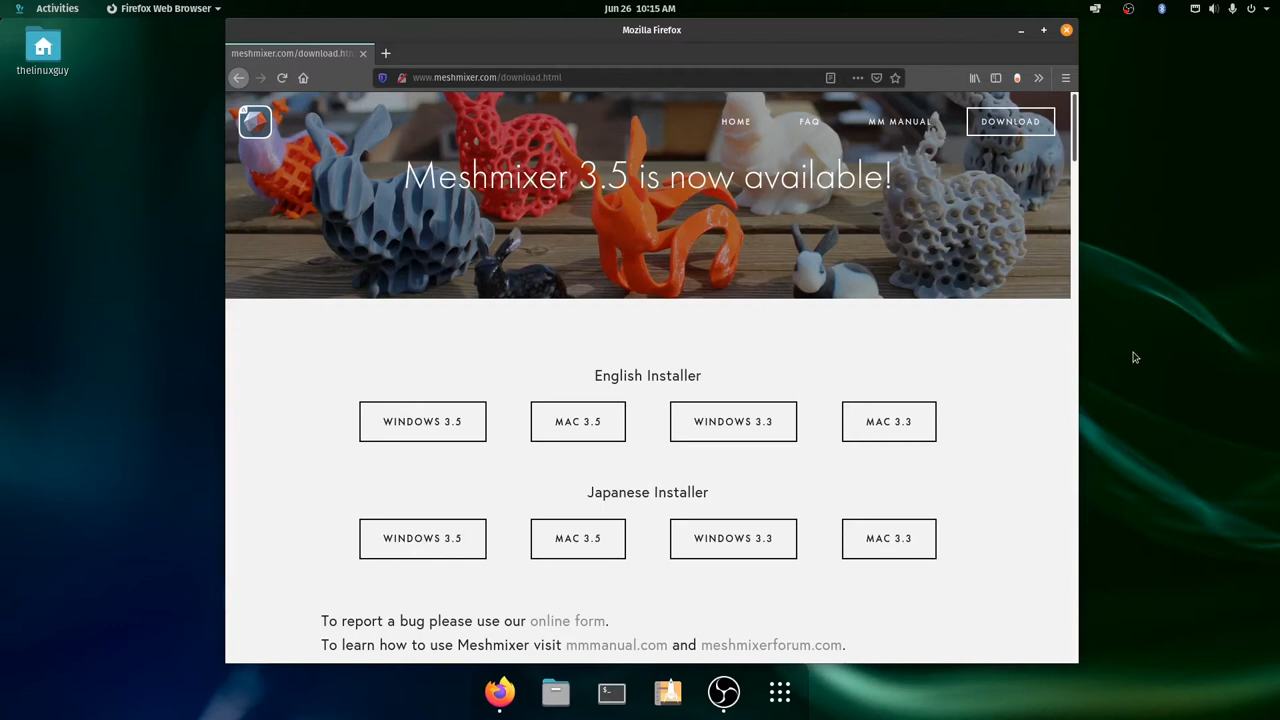 Activities
Firefox Web Browser
Jun 26 10:15 AM
thelinuxguy
Mozilla Firefox
meshmixer.com/download.htm
www.meshmixer.com/download.html
HOME
FAQ
MM MANUAL
DOWNLOAD
Meshmixer 3.5 is now available!
English Installer
WINDOWS 3.5
MAC 3.5
WINDOWS 3.3
MAC 3.3
Japanese Installer
WINDOWS 3.5
MAC 3.5
WINDOWS 3.3
MAC 3.3
To report a bug please use our online form.
To learn how to use Meshmixer visit mmmanual.com and meshmixerforum.com.